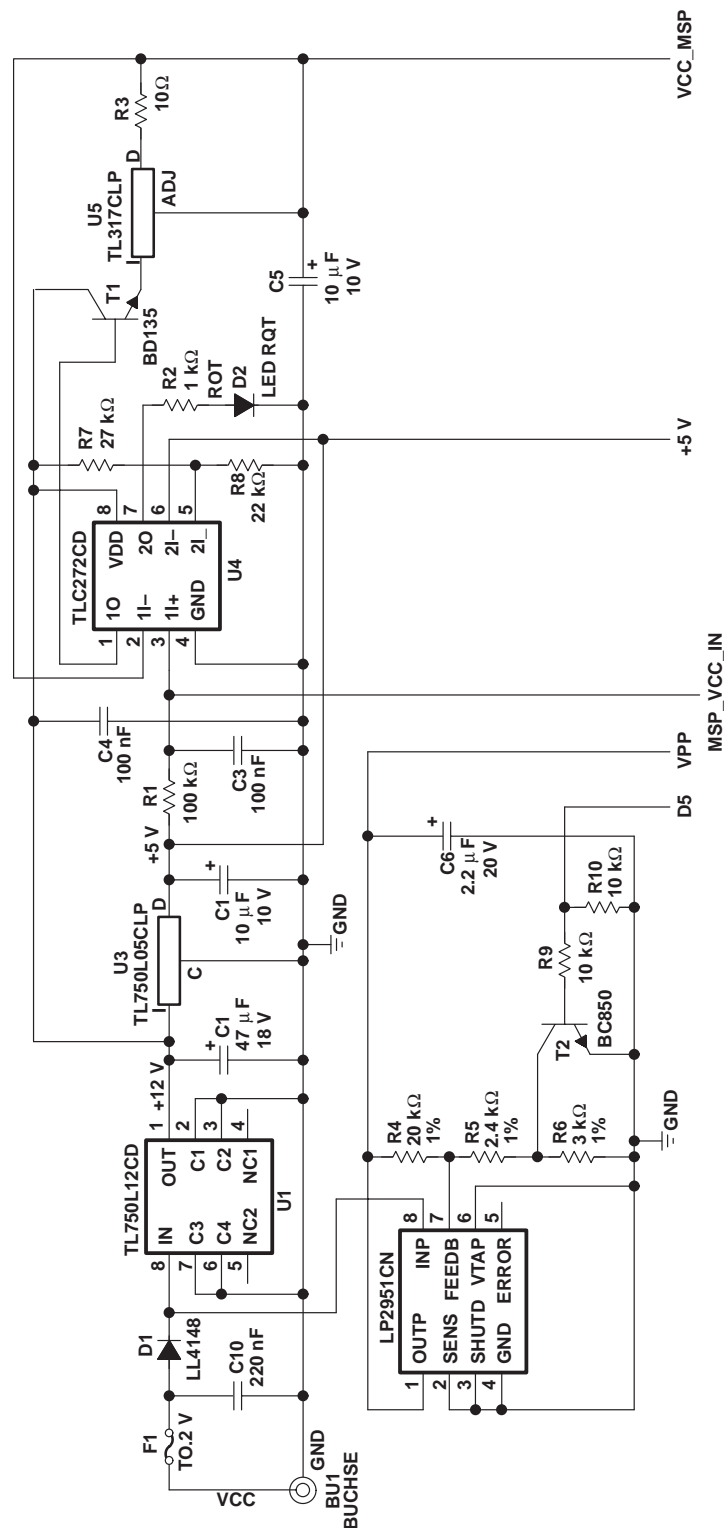 BU1
BUCHSE
GND
VCC
F1
TO.2 V
C10
220 nF
D1
LL4148
TL750L12CD
8 IN
OUT 1
7 C3
C1 2
6 C4
C2 3
5 NC2
NC1 4
U1
+12 V
C1
47 µF
18 V
+
U3
TL750L05CLP
I
D
C
GND
C1
10 µF
10 V
+
+5 V
R1
100 kΩ
C3
100 nF
C4
100 nF
TLC272CD
1 1O
VDD 8
2 1I–
2O 7
3 1I+
2I– 6
4 GND
2I_ 5
U4
R7
27 kΩ
R8
22 kΩ
R2
1 kΩ
ROT
D2
LED RQT
T1
BD135
U5
TL317CLP
I
D
ADJ
R3
10Ω
C5
+
10 µF
10 V
VCC_MSP
+5 V
MSP_VCC_IN
VPP
D5
LP2951CN
1 OUTP
INP 8
2 SENS
FEEDB 7
3 SHUTD
VTAP 6
4 GND
ERROR 5
R4
20 kΩ
1%
R5
2.4 kΩ
1%
R6
3 kΩ
1%
GND
T2
BC850
R9
10 kΩ
R10
10 kΩ
C6
+
2.2 µF
20 V